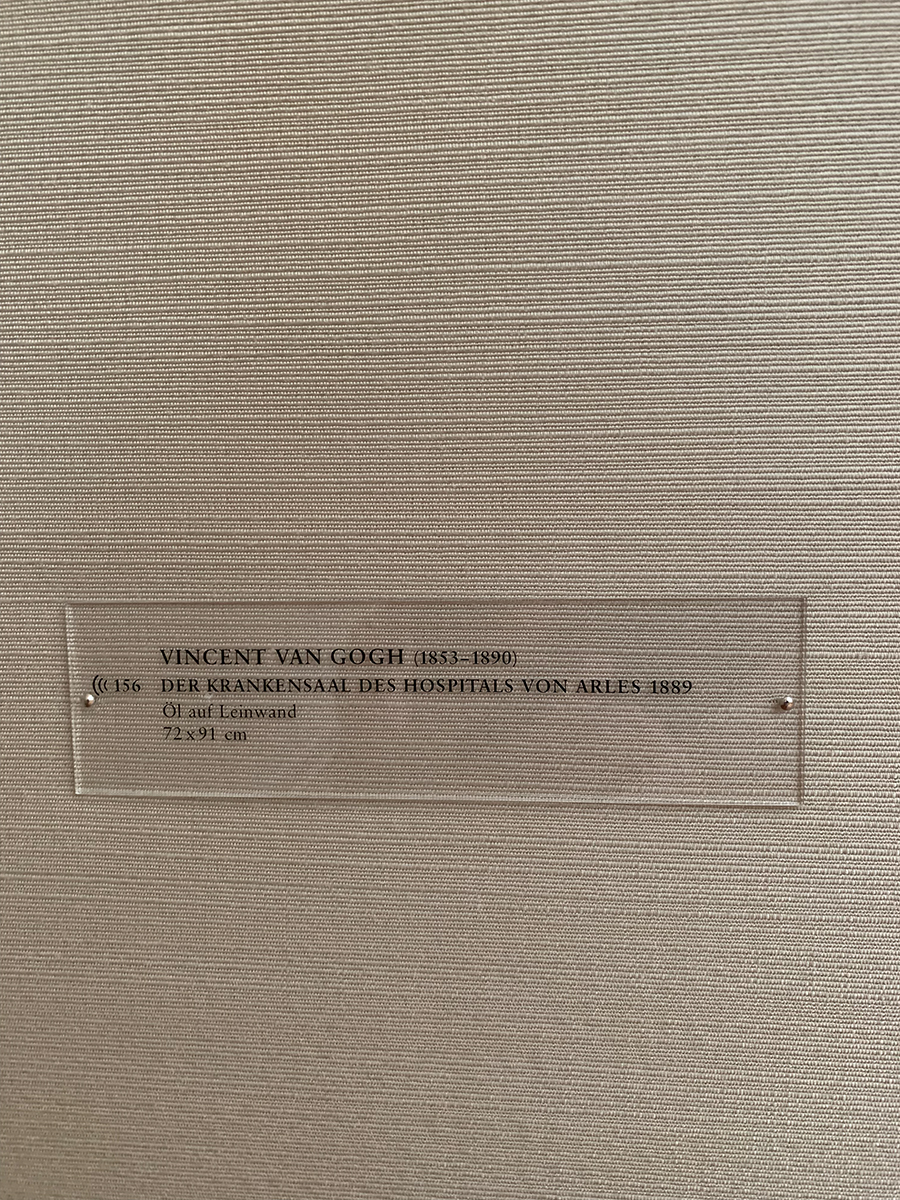 VINCENT VAN GOGH (1853–1890)
156 DER KRANKENSAAL DES HOSPITALS VON ARLES 1889
Öl auf Leinwand
72 x 91 cm